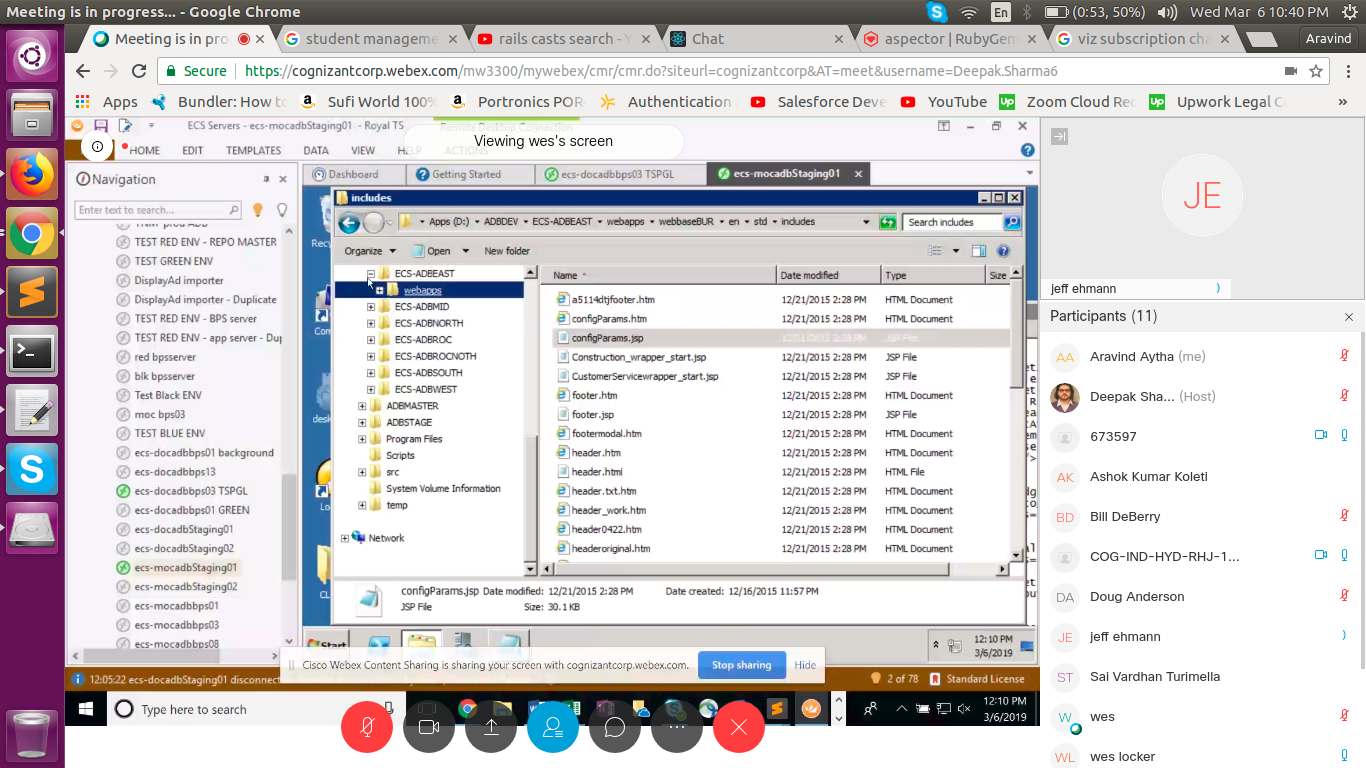 Meeting is in progress... - Google Chrome
En
(0:53, 50%)
Wed Mar 6 10:40 PM
Meeting is in pro
student manageme
rails casts search - Y
Chat
aspector | RubyGem
viz subscription cha
Aravind
Secure
https://cognizantcorp.webex.com/mw3300/mywebex/cmr/cmr.do?siteurl=cognizantcorp&AT=meet&username=Deepak.Sharma6
Apps
Bundler: How to
Sufi World 100%
Portronics POR-
Authentication
Salesforce Deve
YouTube
Zoom Cloud Rec
Upwork Legal C
»
ECS Servers - ecs-mocadbStaging01 - Royal TS
Remote Desktop Connection
Viewing wes's screen
HOME
EDIT
TEMPLATES
DATA
VIEW
HELP
ACTIONS
Navigation
Enter text to search...
Dashboard
Getting Started
ecs-docadbbps03 TSPGL
ecs-mocadbStaging01
TEST RED ENV - REPO MASTER
TEST GREEN ENV
DisplayAd importer
DisplayAd importer - Duplicate
TEST RED ENV - BPS server
TEST RED ENV - app server - Dup
red bpsserver
blk bpsserver
Test Black ENV
moc bps03
TEST BLUE ENV
ecs-docadbbps01 background
ecs-docadbbps13
ecs-docadbbps03 TSPGL
ecs-docadbbps01 GREEN
ecs-docadbStaging01
ecs-docadbStaging02
ecs-mocadbStaging01
ecs-mocadbStaging02
ecs-mocadbbps01
ecs-mocadbbps03
ecs-mocadbbps08
includes
Apps (D:)
ADBDEV
ECS-ADBEAST
webapps
webbaseBUR
en
std
includes
Search includes
Organize
Open
New folder
ECS-ADBEAST
webapps
ECS-ADBMID
ECS-ADBNORTH
ECS-ADBROC
ECS-ADBROCNOTH
ECS-ADBSOUTH
ECS-ADBWEST
ADBMASTER
ADBSTAGE
Program Files
Scripts
src
System Volume Information
temp
Network
Name
Date modified
Type
Size
a5114dtjfooter.htm 12/21/2015 2:28 PM HTML Document
configParams.htm 12/21/2015 2:28 PM HTML Document
configParams.jsp 12/21/2015 2:28 PM JSP File
Construction_wrapper_start.jsp 12/21/2015 2:28 PM JSP File
CustomerServicewrapper_start.jsp 12/21/2015 2:28 PM JSP File
footer.htm 12/21/2015 2:28 PM HTML Document
footer.jsp 12/21/2015 2:28 PM JSP File
footermodal.htm 12/21/2015 2:28 PM HTML Document
header.htm 12/21/2015 2:28 PM HTML Document
header.html 12/21/2015 2:28 PM HTML File
header.txt.htm 12/21/2015 2:28 PM HTML Document
header_work.htm 12/21/2015 2:28 PM HTML Document
header0422.htm 12/21/2015 2:28 PM HTML Document
headeroriginal.htm 12/21/2015 2:28 PM HTML Document
configParams.jsp Date modified: 12/21/2015 2:28 PM Date created: 12/16/2015 11:57 PM
JSP File Size: 30.1 KB
Start
12:10 PM
3/6/2019
Cisco Webex Content Sharing is sharing your screen with cognizantcorp.webex.com.
Stop sharing
Hide
12:05:22 ecs-docadbStaging01 disconnect
2 of 78
Standard License
Type here to search
12:10 PM
3/6/2019
JE
jeff ehmann
Participants (11)
AA
Aravind Aytha (me)
Deepak Sha... (Host)
673597
AK
Ashok Kumar Koleti
BD
Bill DeBerry
COG-IND-HYD-RHJ-1...
DA
Doug Anderson
JE
jeff ehmann
ST
Sai Vardhan Turimella
W
wes
WL
wes locker